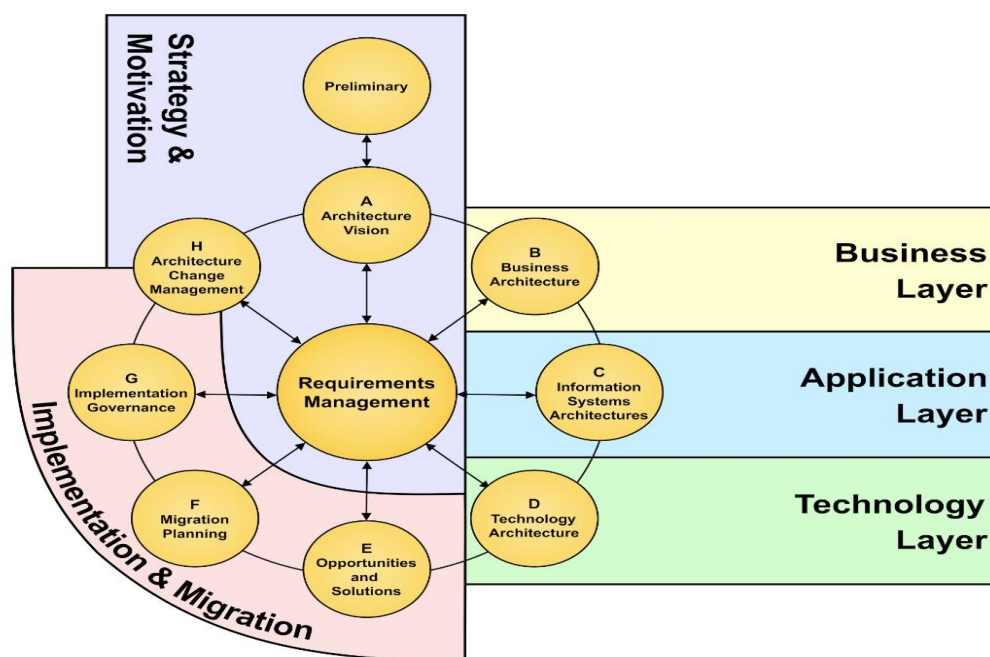 Strategy &
Motivation
Preliminary
A
Architecture
Vision
H
Architecture
Change
Management
B
Business
Architecture
Business
Layer
G
Implementation
Governance
Requirements
Management
C
Information
Systems
Architectures
Application
Layer
F
Migration
Planning
E
Opportunities
and
Solutions
D
Technology
Architecture
Technology
Layer
Implementation & Migration